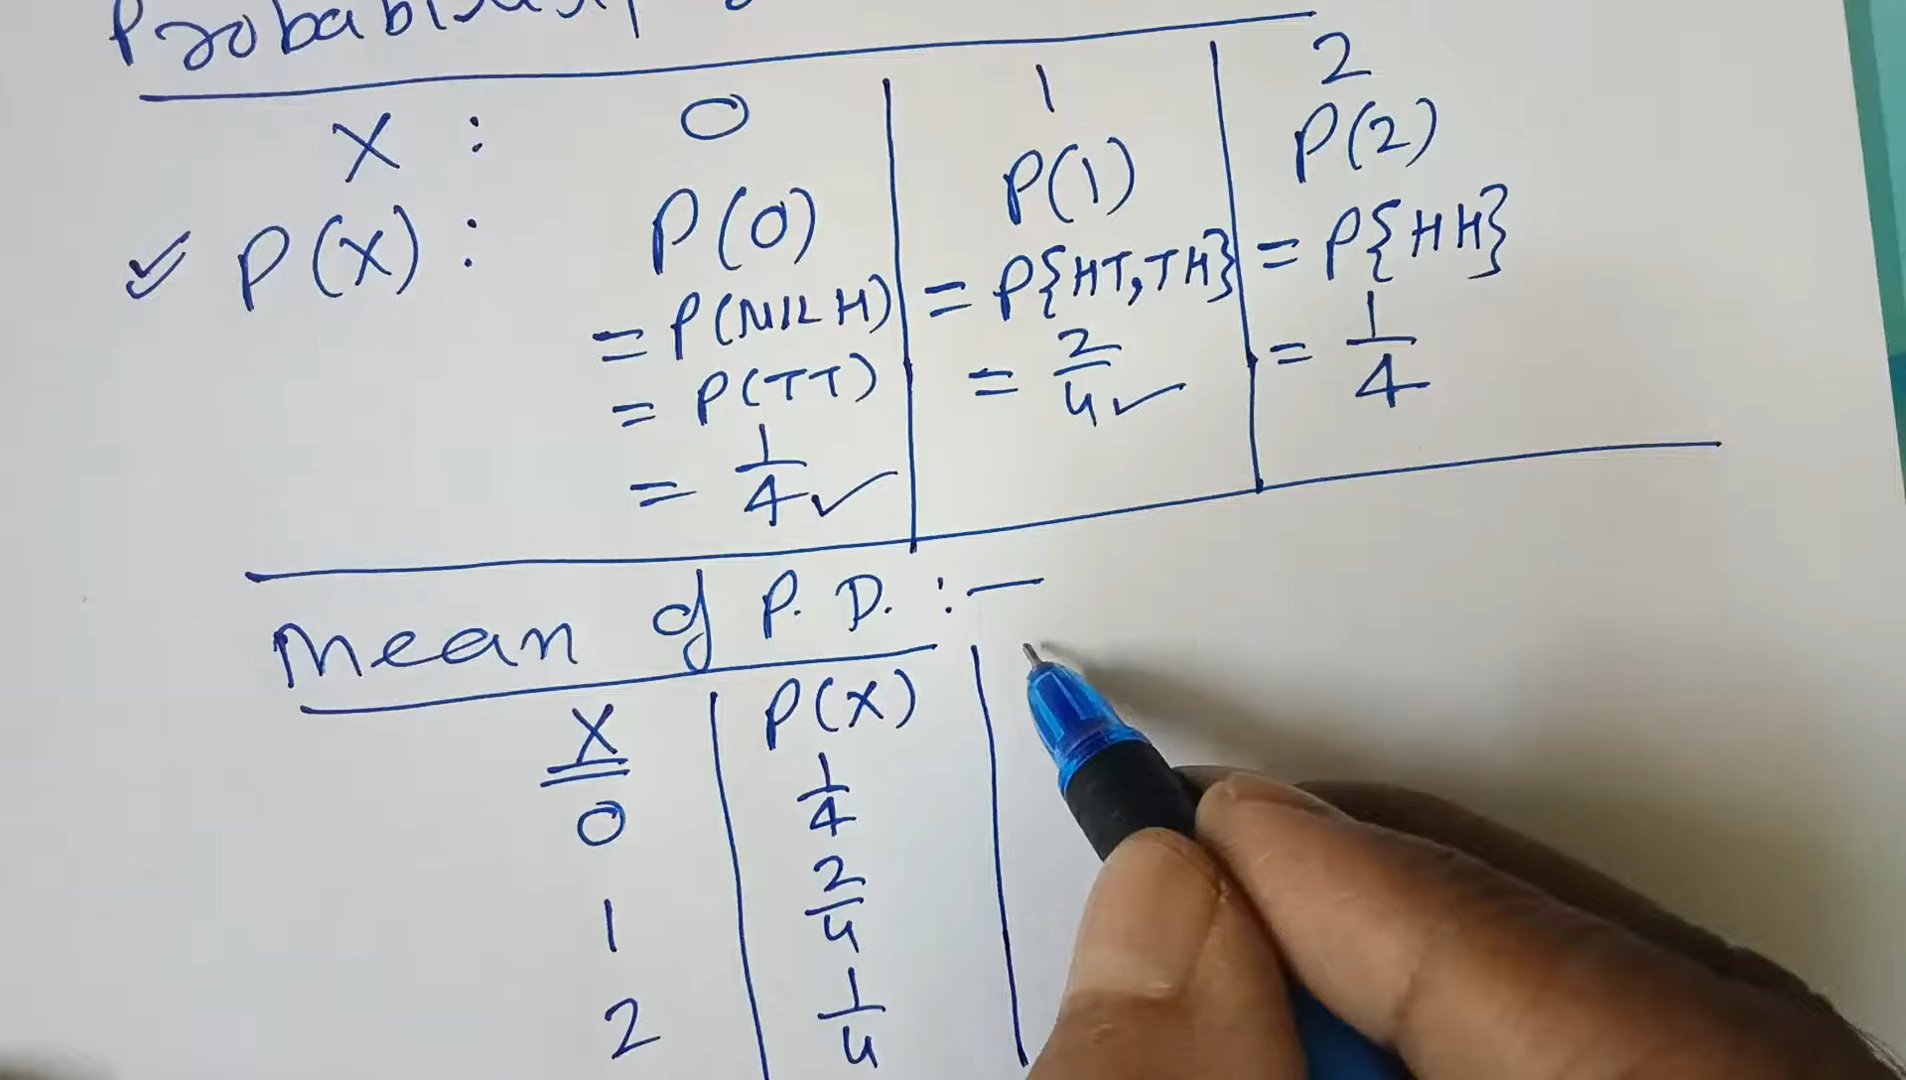 X : 0 | 1 | 2
P(X) : P(0) | P(1) | P(2)
= P(NIL H) | = P{HT,TH} | = P{HH}
= P(TT) | = 2/4 ✓ | = 1/4
= 1/4 ✓
Mean of P.D. :-
X | P(X) |
0 | 1/4
1 | 2/4
2 | 1/4